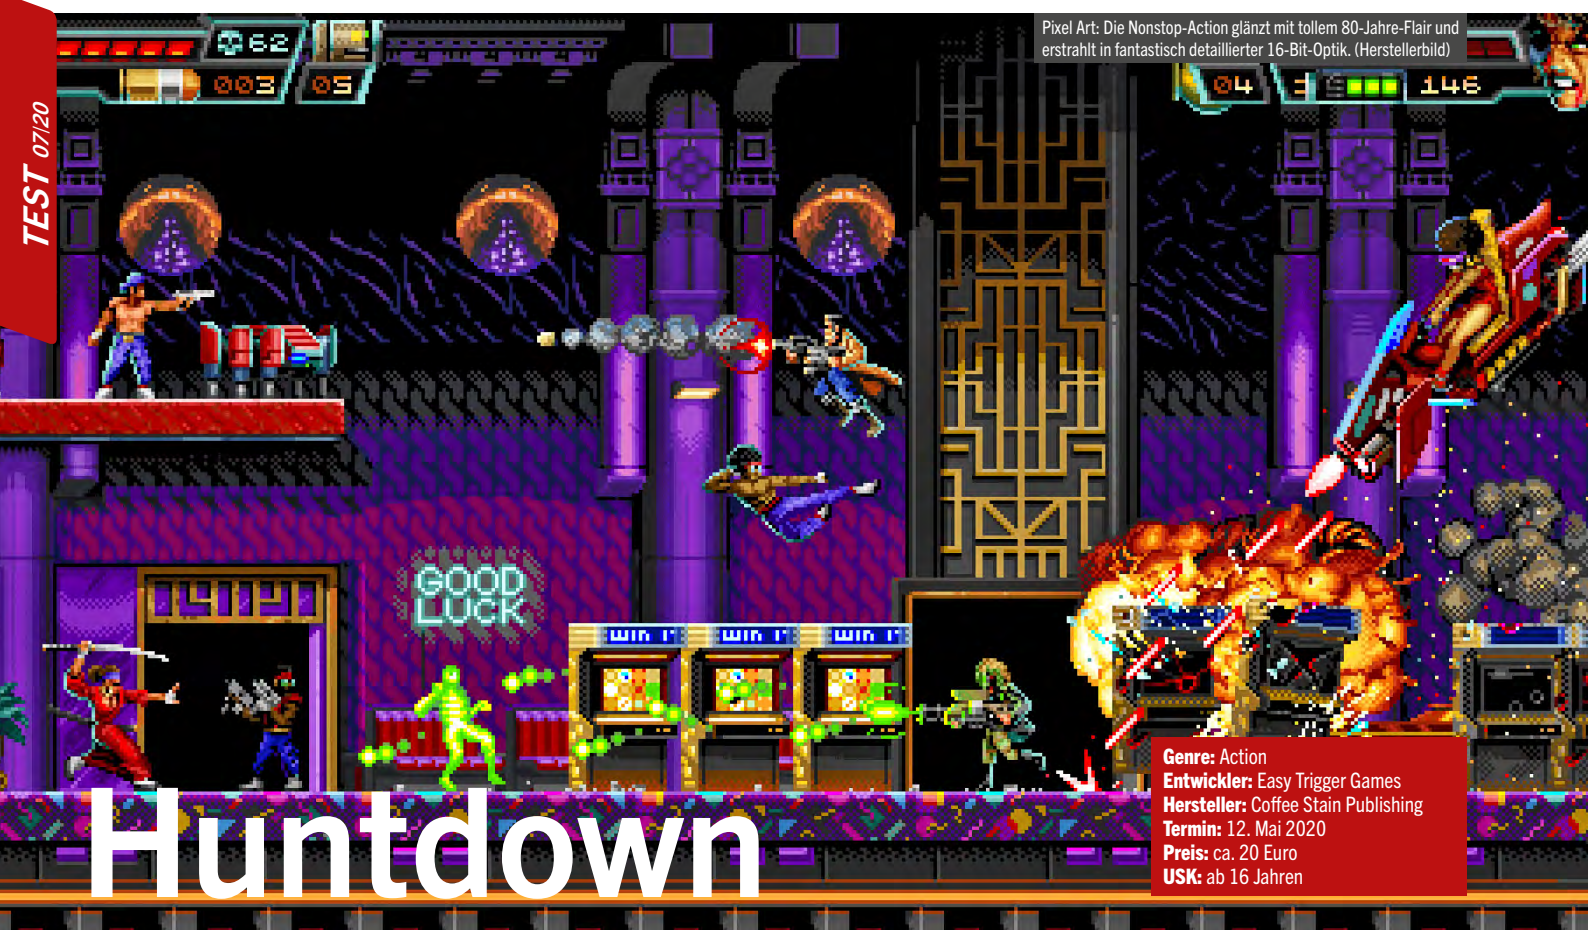 Pixel Art: Die Nonstop-Action glänzt mit tollem 80-Jahre-Flair und
erstrahlt in fantastisch detaillierter 16-Bit-Optik. (Herstellerbild)
62
003
05
04
146
TEST 07/20
GOOD
LUCK
WIN
WIN
WIN
Huntdown
Genre: Action
Entwickler: Easy Trigger Games
Hersteller: Coffee Stain Publishing
Termin: 12. Mai 2020
Preis: ca. 20 Euro
USK: ab 16 Jahren